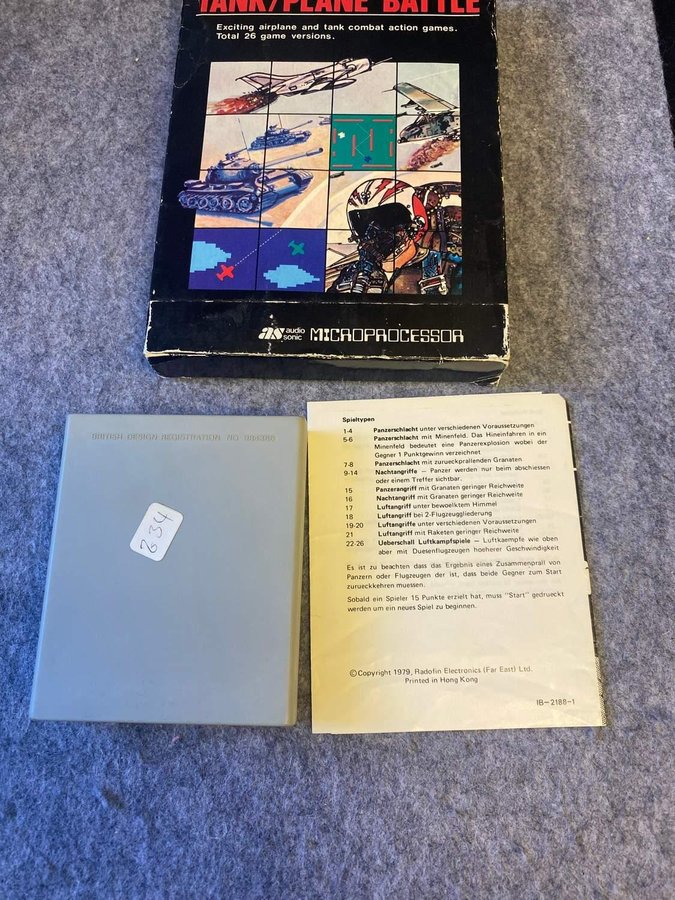 TANK/PLANE BATTLE
Exciting airplane and tank combat action games.
Total 26 game versions.
as audio sonic MICROPROCESSOR
BRITISH DESIGN REGISTRATION NO
234
Spieltypen
1-4 Panzerschlacht unter verschiedenen Voraussetzungen
5-6 Panzerschlacht mit Minenfeld. Das Hineinfahren in ein
Minenfeld bedeutet eine Panzerexplosion wobei der
Gegner 1 Punktgewinn verzeichnet
7-8 Panzerschlacht mit zurueckprallenden Granaten
9-14 Nachtangriffe – Panzer werden nur beim abschiessen
oder einem Treffer sichtbar.
15 Panzerangriff mit Granaten geringer Reichweite
16 Nachtangriff mit Granaten geringer Reichweite
17 Luftangriff unter bewoelktem Himmel
18 Luftangriff bei 2-Flugzeuggliederung
19-20 Luftangriffe unter verschiedenen Voraussetzungen
21 Luftangriff mit Raketen geringer Reichweite
22-26 Ueberschall Luftkampfspiele – Luftkaempfe wie oben
aber mit Duesenflugzeugen hoeherer Geschwindigkeit
Es ist zu beachten dass das Ergebnis eines Zusammenprall von
Panzern oder Flugzeugen der ist, dass beide Gegner zum Start
zurueckkehren muessen.
Sobald ein Spieler 15 Punkte erzielt hat, muss "Start" gedrueckt
werden um ein neues Spiel zu beginnen.
©Copyright 1979, Radofin Electronics (Far East) Ltd.
Printed in Hong Kong
IB–2188–1